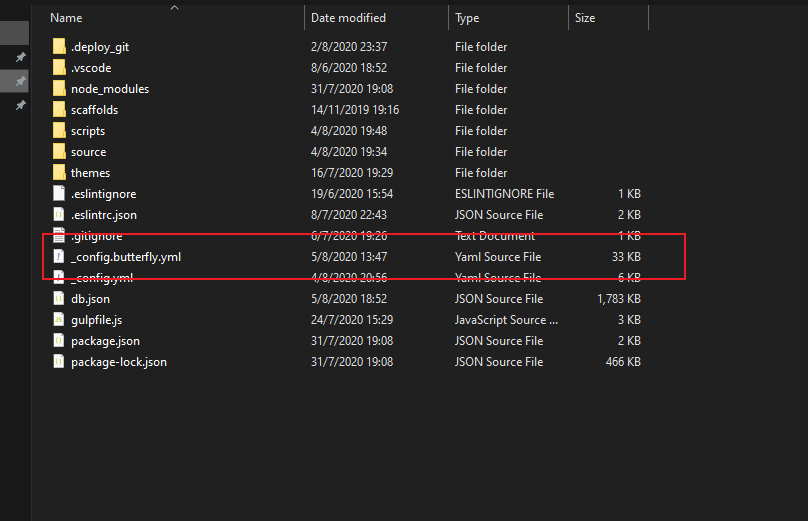 Name Date modified Type Size
.deploy_git 2/8/2020 23:37 File folder
.vscode 8/6/2020 18:52 File folder
node_modules 31/7/2020 19:08 File folder
scaffolds 14/11/2019 19:16 File folder
scripts 4/8/2020 19:48 File folder
source 4/8/2020 19:34 File folder
themes 16/7/2020 19:29 File folder
.eslintignore 19/6/2020 15:54 ESLINTIGNORE File 1 KB
.eslintrc.json 8/7/2020 22:43 JSON Source File 2 KB
.gitignore 6/7/2020 19:26 Text Document 1 KB
_config.butterfly.yml 5/8/2020 13:47 Yaml Source File 33 KB
_config.yml 4/8/2020 20:56 Yaml Source File 6 KB
db.json 5/8/2020 18:52 JSON Source File 1,783 KB
gulpfile.js 24/7/2020 15:29 JavaScript Source ... 3 KB
package.json 31/7/2020 19:08 JSON Source File 2 KB
package-lock.json 31/7/2020 19:08 JSON Source File 466 KB